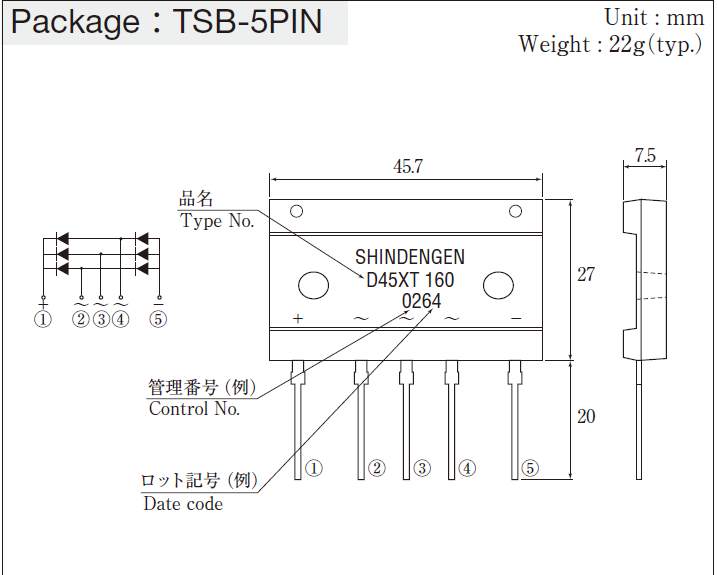 Package：TSB-5PIN
Unit : mm
Weight : 22g(typ.)
45.7
7.5
品名
Type No.
SHINDENGEN
D45XT 160
0264
+ ～ ～ ～ −
27
+ ～ ～ ～ −
① ② ③ ④ ⑤
管理番号 (例)
Control No.
20
① ② ③ ④ ⑤
ロット記号 (例)
Date code